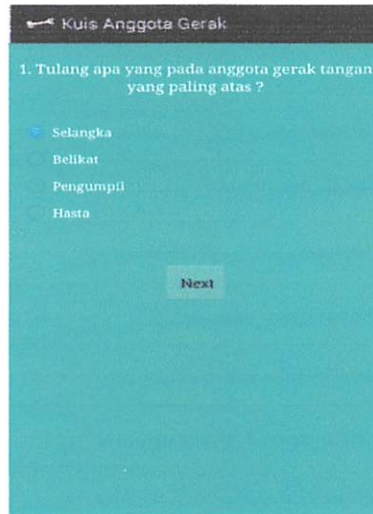 Kuis Anggota Gerak
1. Tulang apa yang pada anggota gerak tangan
yang paling atas ?
Selangka
Belikat
Pengumpil
Hasta
Next